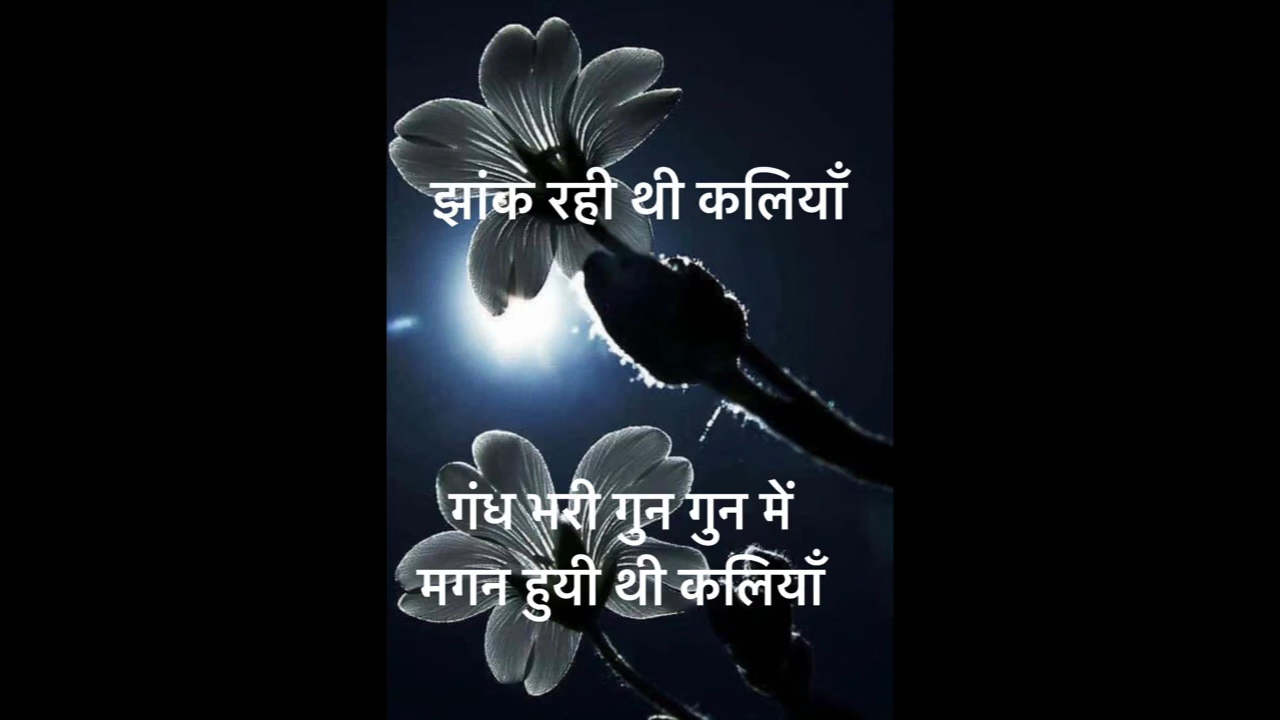 झांक रही थी कलियाँ
गंध भरी गुन गुन में
मगन हुयी थी कलियाँ